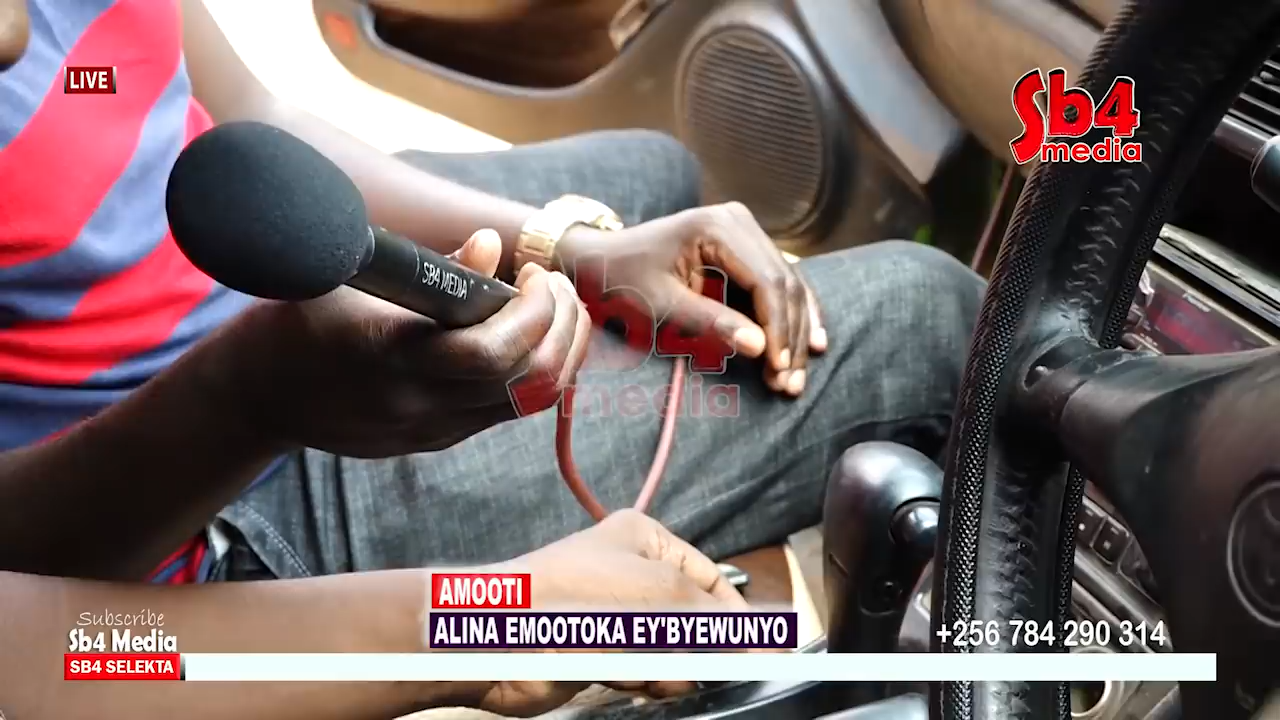 LIVE
Sb4
media
SB4 MEDIA
Sb4
media
AMOOTI
ALINA EMOOTOKA EY'BYEWUNYO
Subscribe
Sb4 Media
SB4 SELEKTA
+256 784 290 314